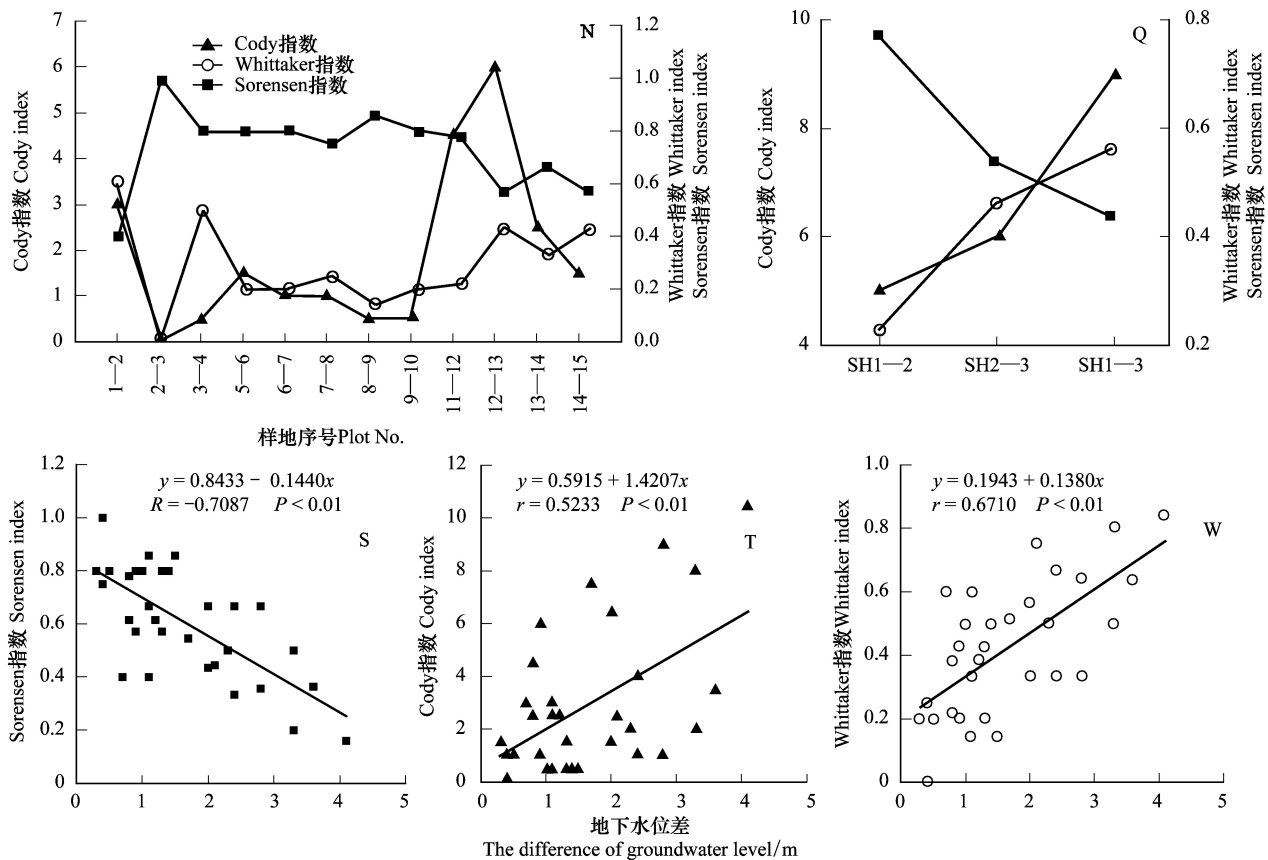 7
6
5
4
3
2
1
0
Cody指数 Cody index
Cody指数
Whittaker指数
Sorensen指数
N
1.2
1.0
0.8
0.6
0.4
0.2
0.0
Whittaker指数 Whittaker index
Sorensen指数 Sorensen index
1—2
2—3
3—4
5—6
6—7
7—8
8—9
9—10
11—12
12—13
13—14
14—15
样地序号Plot No.
10
8
6
4
Cody指数 Cody index
Q
0.8
0.6
0.4
0.2
Whittaker指数 Whittaker index
Sorensen指数 Sorensen index
SH1—2
SH2—3
SH1—3
1.2
1.0
0.8
0.6
0.4
0.2
0
Sorensen指数 Sorensen index
y = 0.8433 − 0.1440x
R = −0.7087 P < 0.01
S
0 1 2 3 4 5
12
10
8
6
4
2
0
Cody指数 Cody index
y = 0.5915 + 1.4207x
r = 0.5233 P < 0.01
T
0 1 2 3 4 5
地下水位差
The difference of groundwater level/m
1.0
0.8
0.6
0.4
0.2
0
Whittaker指数Whittaker index
y = 0.1943 + 0.1380x
r = 0.6710 P < 0.01
W
0 1 2 3 4 5